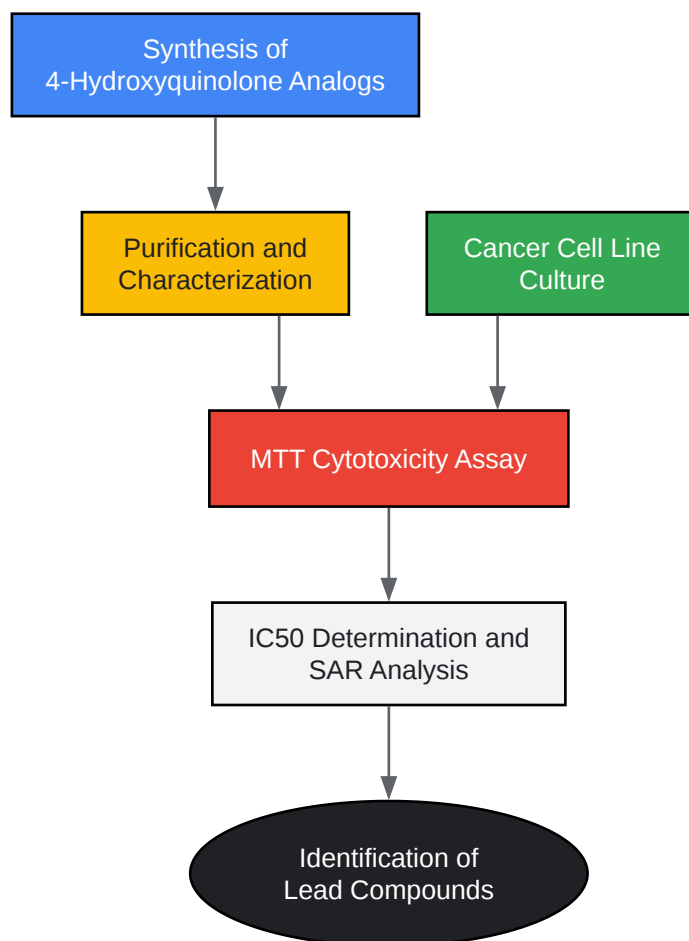 Synthesis of
4-Hydroxyquinolone Analogs
Purification and
Characterization
Cancer Cell Line
Culture
MTT Cytotoxicity Assay
IC50 Determination and
SAR Analysis
Identification of
Lead Compounds